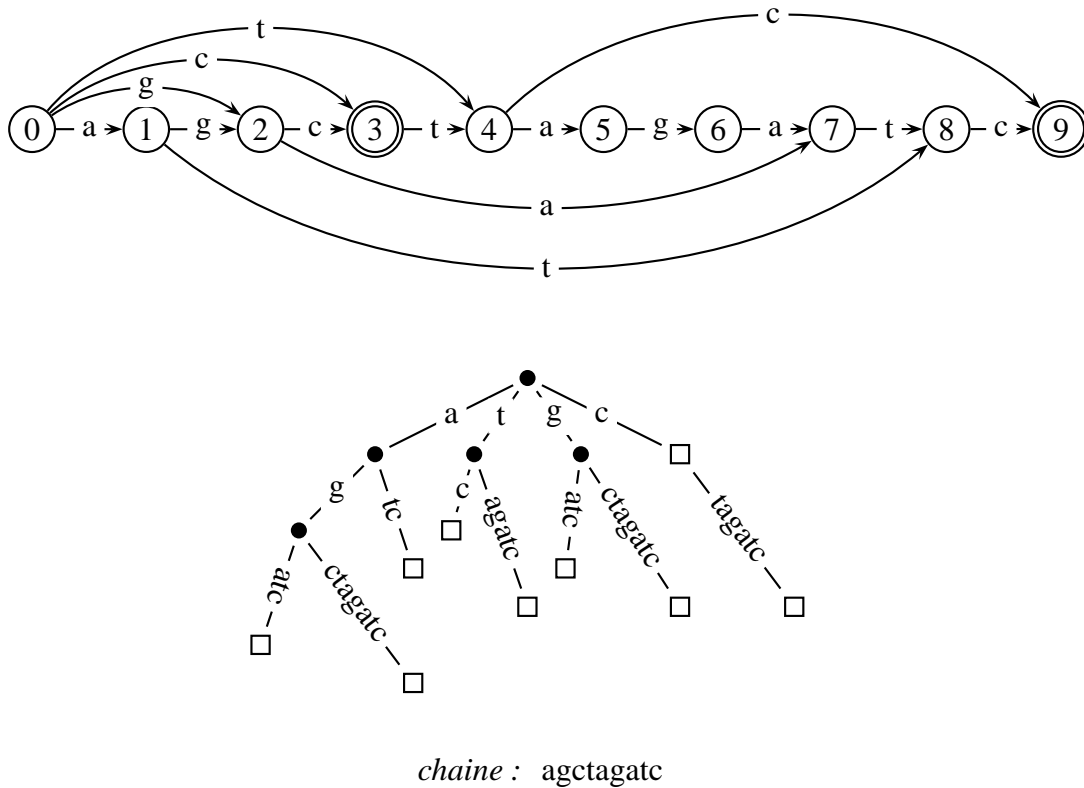 t
c
c
g
0 a 1 g 2 c 3 t 4 a 5 g 6 a 7 t 8 c 9
a
t
a t g c
g tc c agatc atc ctagatc tagatc
atc ctagatc
chaine : agctagatc